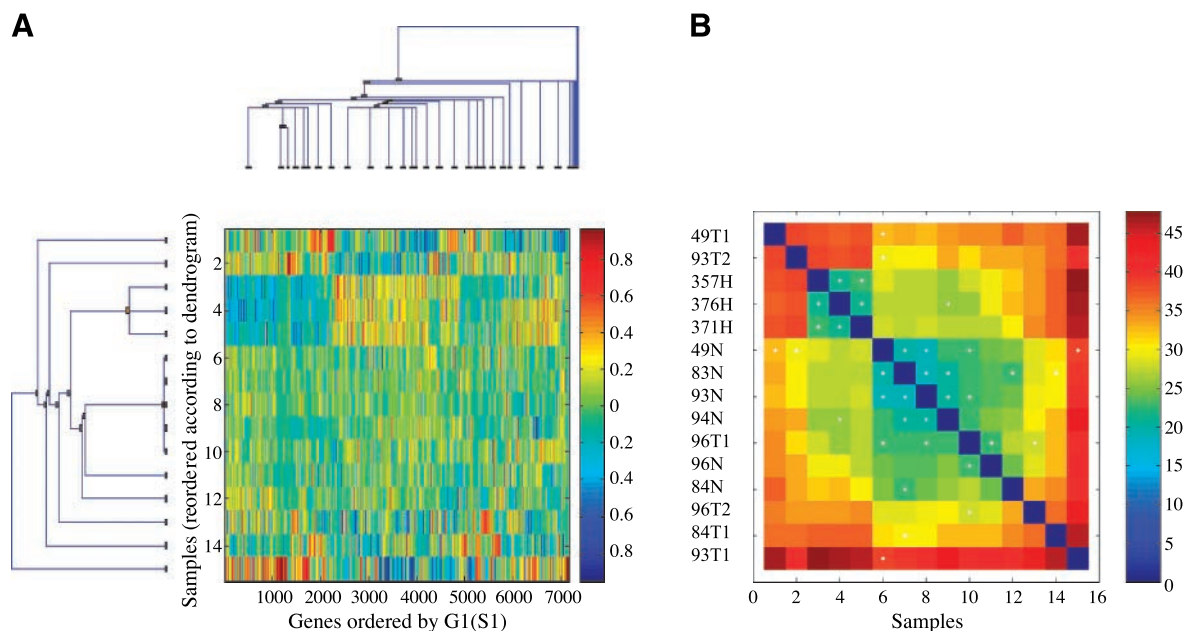 A
B
Samples (reordered according to dendrogram)
2
4
6
8
10
12
14
1000 2000 3000 4000 5000 6000 7000
Genes ordered by G1(S1)
0.8
0.6
0.4
0.2
0
0.2
0.4
0.6
0.8
49T1
93T2
357H
376H
371H
49N
83N
93N
94N
96T1
96N
84N
96T2
84T1
93T1
0 2 4 6 8 10 12 14 16
Samples
45
40
35
30
25
20
15
10
5
0